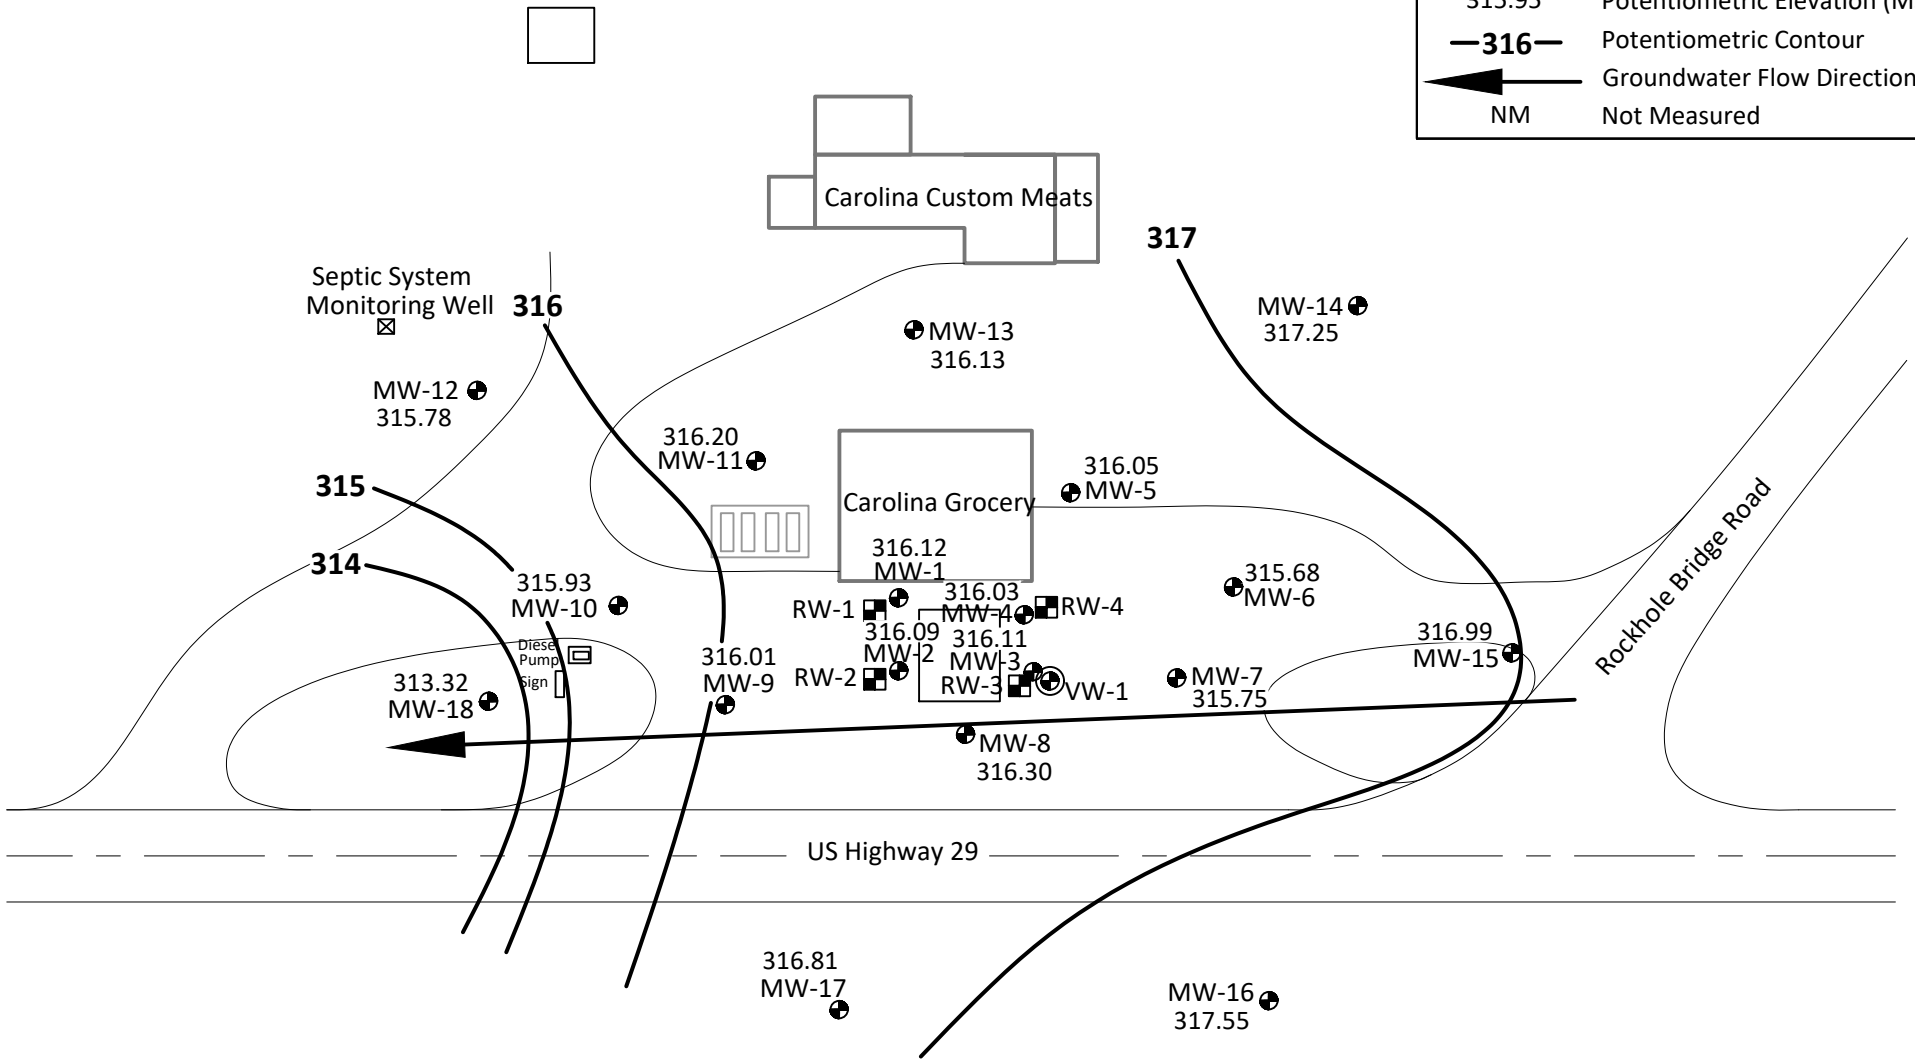 315.95
Potentiometric Elevation (M
316
Potentiometric Contour
Groundwater Flow Direction
NM
Not Measured
Carolina Custom Meats
317
Septic System
Monitoring Well
316
MW-14
317.25
MW-13
316.13
MW-12
315.78
316.20
MW-11
316.05
MW-5
315
Carolina Grocery
Rockhole Bridge Road
314
316.12
MW-1
315.93
MW-10
316.03
MW-4
RW-1
RW-4
315.68
MW-6
316.09
MW-2
316.11
MW-3
316.99
MW-15
Diesel
Pump
Sign
316.01
MW-9
RW-2
RW-3
VW-1
MW-7
315.75
313.32
MW-18
MW-8
316.30
US Highway 29
316.81
MW-17
MW-16
317.55